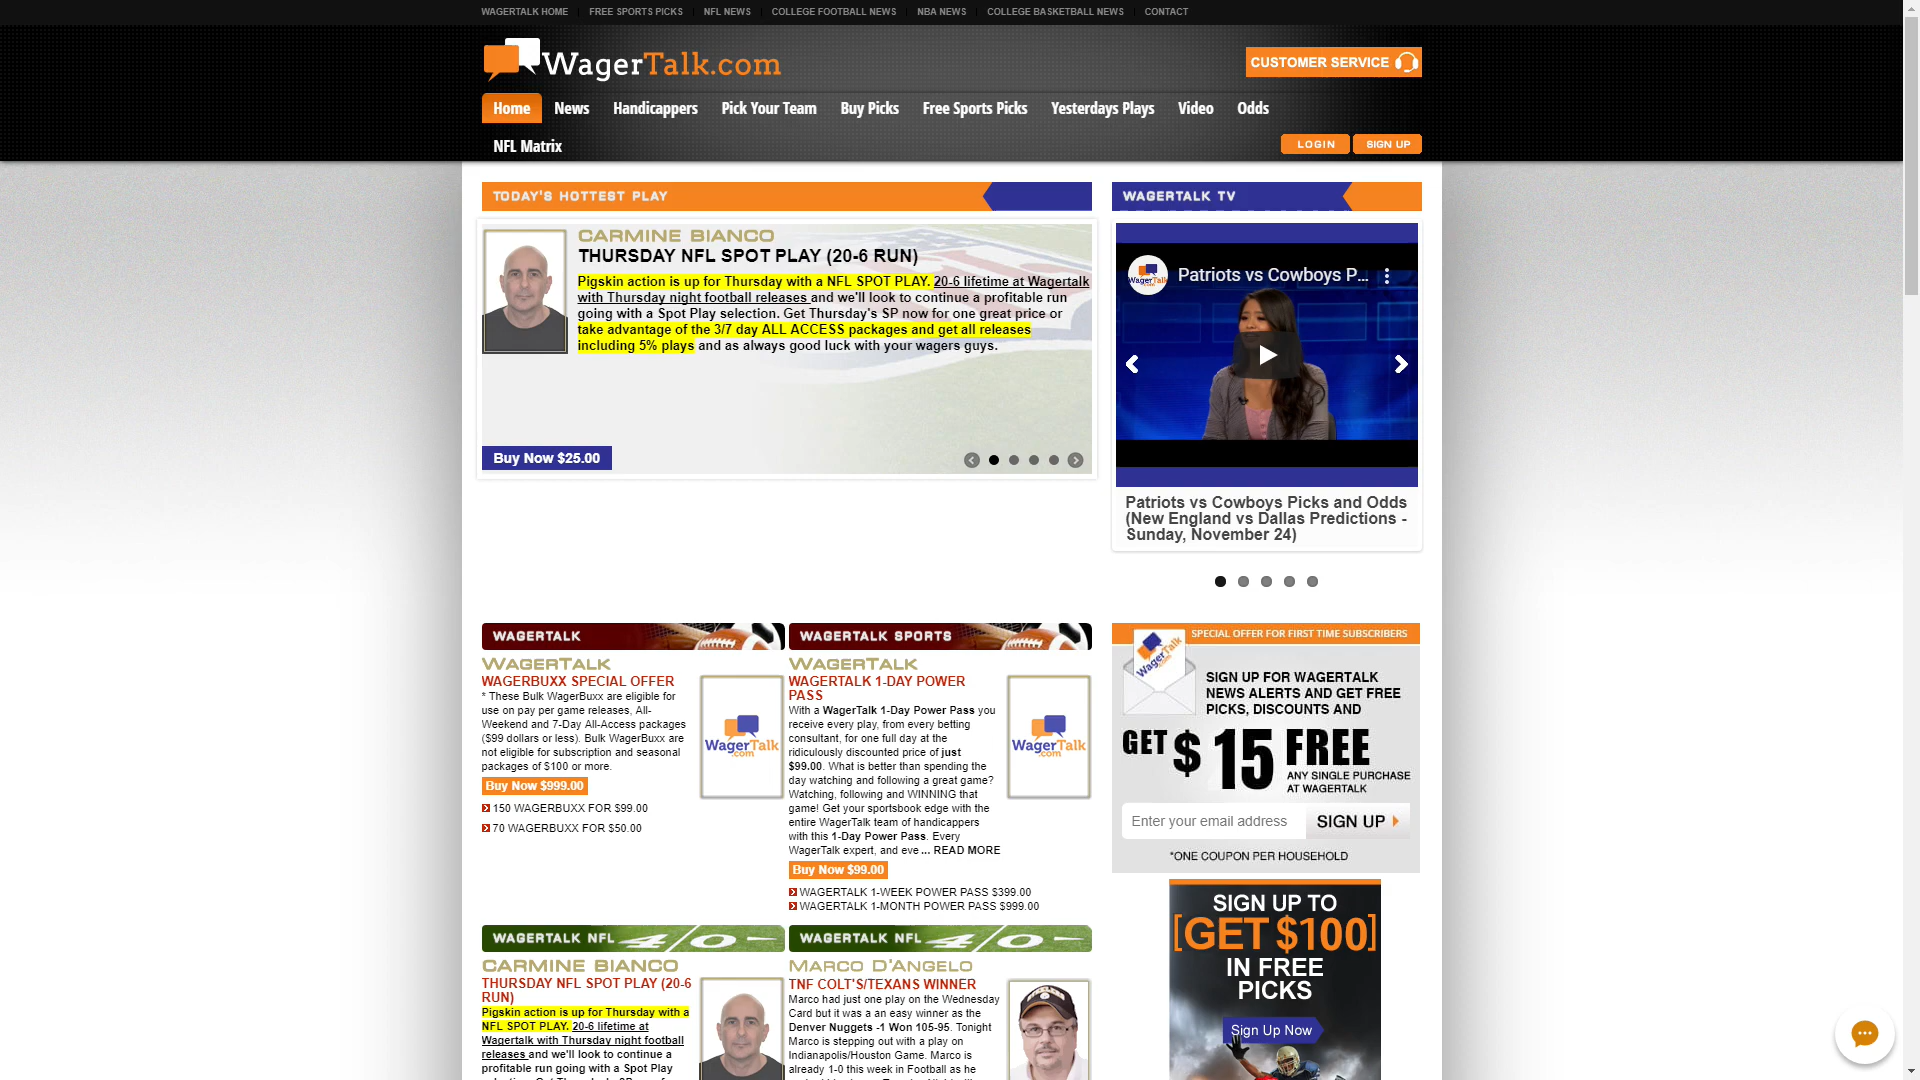 WAGERTALK HOME
FREE SPORTS PICKS
NFL NEWS
COLLEGE FOOTBALL NEWS
NBA NEWS
COLLEGE BASKETBALL NEWS
CONTACT
WagerTalk.com
CUSTOMER SERVICE
Home
News
Handicappers
Pick Your Team
Buy Picks
Free Sports Picks
Yesterdays Plays
Video
Odds
NFL Matrix
LOGIN
SIGN UP
TODAY'S HOTTEST PLAY
CARMINE BIANCO
THURSDAY NFL SPOT PLAY (20-6 RUN)
Pigskin action is up for Thursday with a NFL SPOT PLAY. 20-6 lifetime at Wagertalk
with Thursday night football releases and we'll look to continue a profitable run
going with a Spot Play selection. Get Thursday's SP now for one great price or
take advantage of the 3/7 day ALL ACCESS packages and get all releases
including 5% plays and as always good luck with your wagers guys.
Buy Now $25.00
WAGERTALK TV
Patriots vs Cowboys P...
Patriots vs Cowboys Picks and Odds
(New England vs Dallas Predictions -
Sunday, November 24)
WAGERTALK
WAGERTALK
WAGERBUXX SPECIAL OFFER
* These Bulk WagerBuxx are eligible for
use on pay per game releases, All-
Weekend and 7-Day All-Access packages
($99 dollars or less). Bulk WagerBuxx are
not eligible for subscription and seasonal
packages of $100 or more.
WagerTalk
.com
Buy Now $999.00
150 WAGERBUXX FOR $99.00
70 WAGERBUXX FOR $50.00
WAGERTALK SPORTS
WAGERTALK
WAGERTALK 1-DAY POWER
PASS
With a WagerTalk 1-Day Power Pass you
receive every play, from every betting
consultant, for one full day at the
ridiculously discounted price of just
$99.00. What is better than spending the
day watching and following a great game?
Watching, following and WINNING that
game! Get your sportsbook edge with the
entire WagerTalk team of handicappers
with this 1-Day Power Pass. Every
WagerTalk expert, and eve ... READ MORE
WagerTalk
.com
Buy Now $99.00
WAGERTALK 1-WEEK POWER PASS $399.00
WAGERTALK 1-MONTH POWER PASS $999.00
SPECIAL OFFER FOR FIRST TIME SUBSCRIBERS
WagerTalk
SIGN UP FOR WAGERTALK
NEWS ALERTS AND GET FREE
PICKS, DISCOUNTS AND
GET $15 FREE
ANY SINGLE PURCHASE
AT WAGERTALK
Enter your email address
SIGN UP
*ONE COUPON PER HOUSEHOLD
WAGERTALK NFL
CARMINE BIANCO
THURSDAY NFL SPOT PLAY (20-6
RUN)
Pigskin action is up for Thursday with a
NFL SPOT PLAY. 20-6 lifetime at
Wagertalk with Thursday night football
releases and we'll look to continue a
profitable run going with a Spot Play
WAGERTALK NFL
MARCO D'ANGELO
TNF COLT'S/TEXANS WINNER
Marco had just one play on the Wednesday
Card but it was a an easy winner as the
Denver Nuggets -1 Won 105-95. Tonight
Marco is stepping out with a play on
Indianapolis/Houston Game. Marco is
already 1-0 this week in Football as he
SIGN UP TO
[GET $100]
IN FREE
PICKS
Sign Up Now